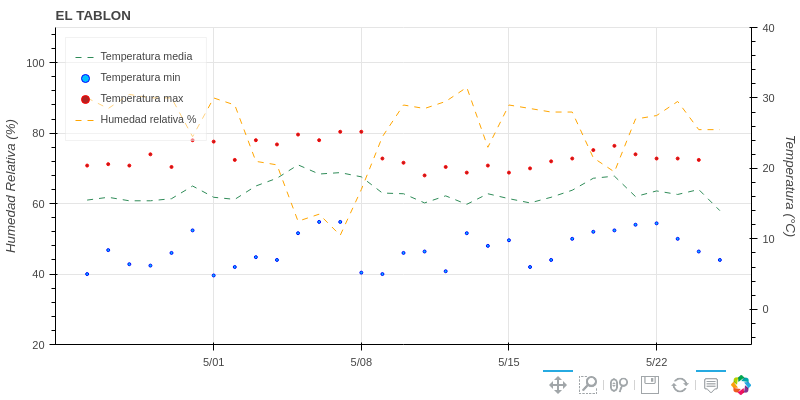 EL TABLON
Temperatura media
Temperatura min
Temperatura max
Humedad relativa %
Humedad Relativa (%)
100
80
60
40
20
Temperatura (°C)
40
30
20
10
0
5/01
5/08
5/15
5/22